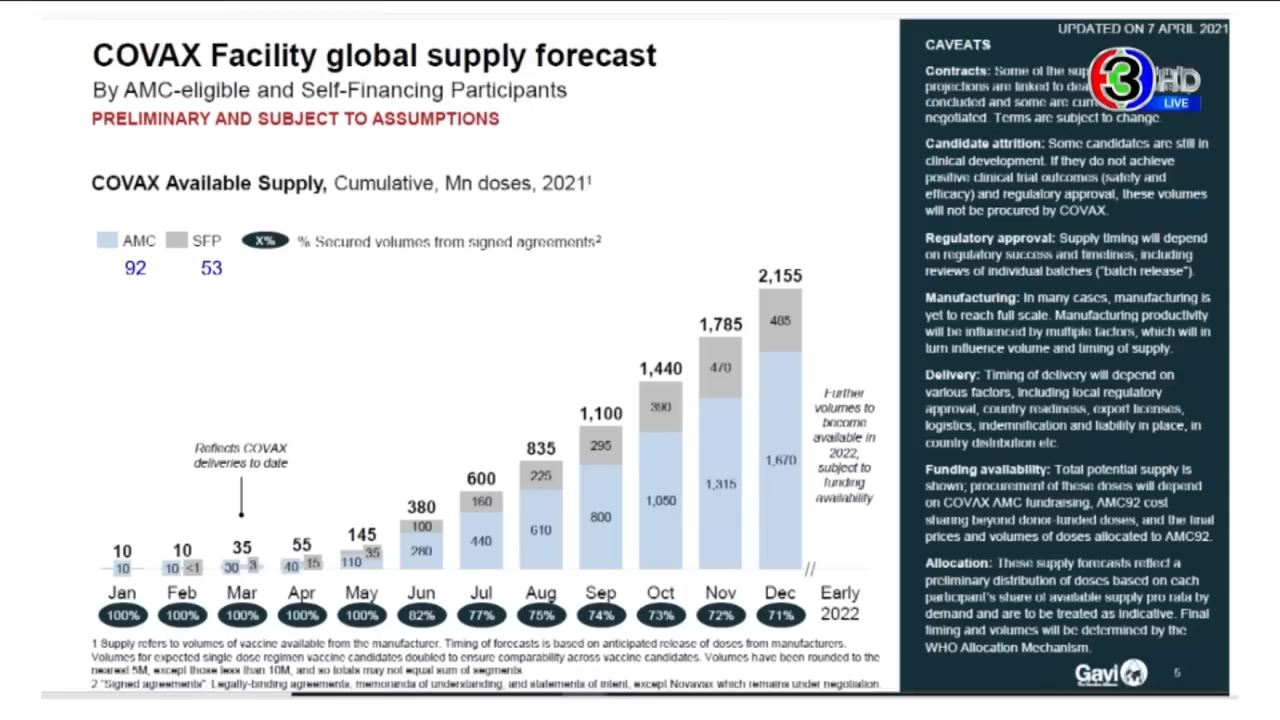 COVAX Facility global supply forecast
By AMC-eligible and Self-Financing Participants
PRELIMINARY AND SUBJECT TO ASSUMPTIONS
COVAX Available Supply, Cumulative, Mn doses, 2021¹
AMC SFP X% % Secured volumes from signed agreements²
92 53
Reflects COVAX
deliveries to date
10 10 35 55 145 380 600 835 1,100 1,440 1,785 2,155
<1 3 15 35 100 160 225 295 390 470 485
10 10 30 40 110 280 440 610 800 1,050 1,315 1,670
Further
volumes to
become
available in
2022,
subject to
funding
availability
Jan Feb Mar Apr May Jun Jul Aug Sep Oct Nov Dec Early
2022
100% 100% 100% 100% 100% 82% 77% 75% 74% 73% 72% 71%
1 Supply refers to volumes of vaccine available from the manufacturer. Timing of forecasts is based on anticipated release of doses from manufacturers.
Volumes for expected single dose regimen vaccine candidates doubled to ensure comparability across vaccine candidates. Volumes have been rounded to the
nearest 5M, except those less than 10M, and so totals may not equal sum of segments
2 "Signed agreements": Legally-binding agreements, memoranda of understanding, and statements of intent, except Novavax which remains under negotiation
UPDATED ON 7 APRIL 2021
3 HD
LIVE
CAVEATS
Contracts: Some of the
projections are linked to
concluded and some are
negotiated. Terms are subject to change.
Candidate attrition: Some candidates are still in
clinical development. If they do not achieve
positive clinical trial outcomes (safety and
efficacy) and regulatory approval, these volumes
will not be procured by COVAX.
Regulatory approval: Supply timing will depend
on regulatory success and timelines, including
reviews of individual batches ("batch release").
Manufacturing: In many cases, manufacturing is
yet to reach full scale. Manufacturing productivity
will be influenced by multiple factors, which will in
turn influence volume and timing of supply.
Delivery: Timing of delivery will depend on
various factors, including local regulatory
approval, country readiness, export licenses,
logistics, indemnification and liability in place, in
country distribution etc.
Funding availability: Total potential supply is
shown; procurement of these doses will depend
on COVAX AMC fundraising, AMC92 cost
sharing beyond donor-funded doses, and the final
prices and volumes of doses allocated to AMC92.
Allocation: These supply forecasts reflect a
preliminary distribution of doses based on each
participant's share of available supply pro rata by
demand and are to be treated as indicative. Final
timing and volumes will be determined by the
WHO Allocation Mechanism.
Gavi